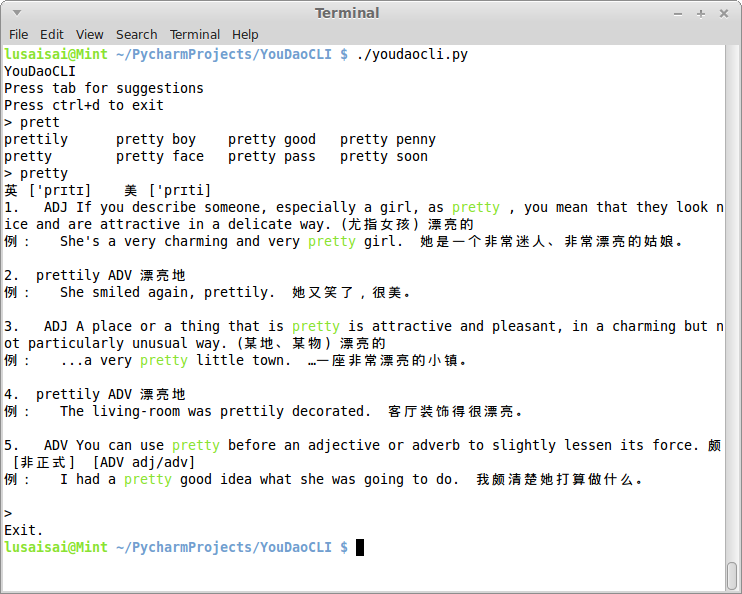 Terminal
File Edit View Search Terminal Help
lusaisai@Mint ~/PycharmProjects/YouDaoCLI $ ./youdaocli.py
YouDaoCLI
Press tab for suggestions
Press ctrl+d to exit
> prett
prettily pretty boy pretty good pretty penny
pretty pretty face pretty pass pretty soon
> pretty
英 ['prɪtɪ] 美 ['prɪti]
1. ADJ If you describe someone, especially a girl, as pretty , you mean that they look n
ice and are attractive in a delicate way. (尤指女孩) 漂亮的
例： She's a very charming and very pretty girl. 她是一个非常迷人、非常漂亮的姑娘。
2. prettily ADV 漂亮地
例： She smiled again, prettily. 她又笑了，很美。
3. ADJ A place or a thing that is pretty is attractive and pleasant, in a charming but n
ot particularly unusual way. (某地、某物) 漂亮的
例： ...a very pretty little town. …一座非常漂亮的小镇。
4. prettily ADV 漂亮地
例： The living-room was prettily decorated. 客厅装饰得很漂亮。
5. ADV You can use pretty before an adjective or adverb to slightly lessen its force. 颇
[非正式] [ADV adj/adv]
例： I had a pretty good idea what she was going to do. 我颇清楚她打算做什么。
>
Exit.
lusaisai@Mint ~/PycharmProjects/YouDaoCLI $